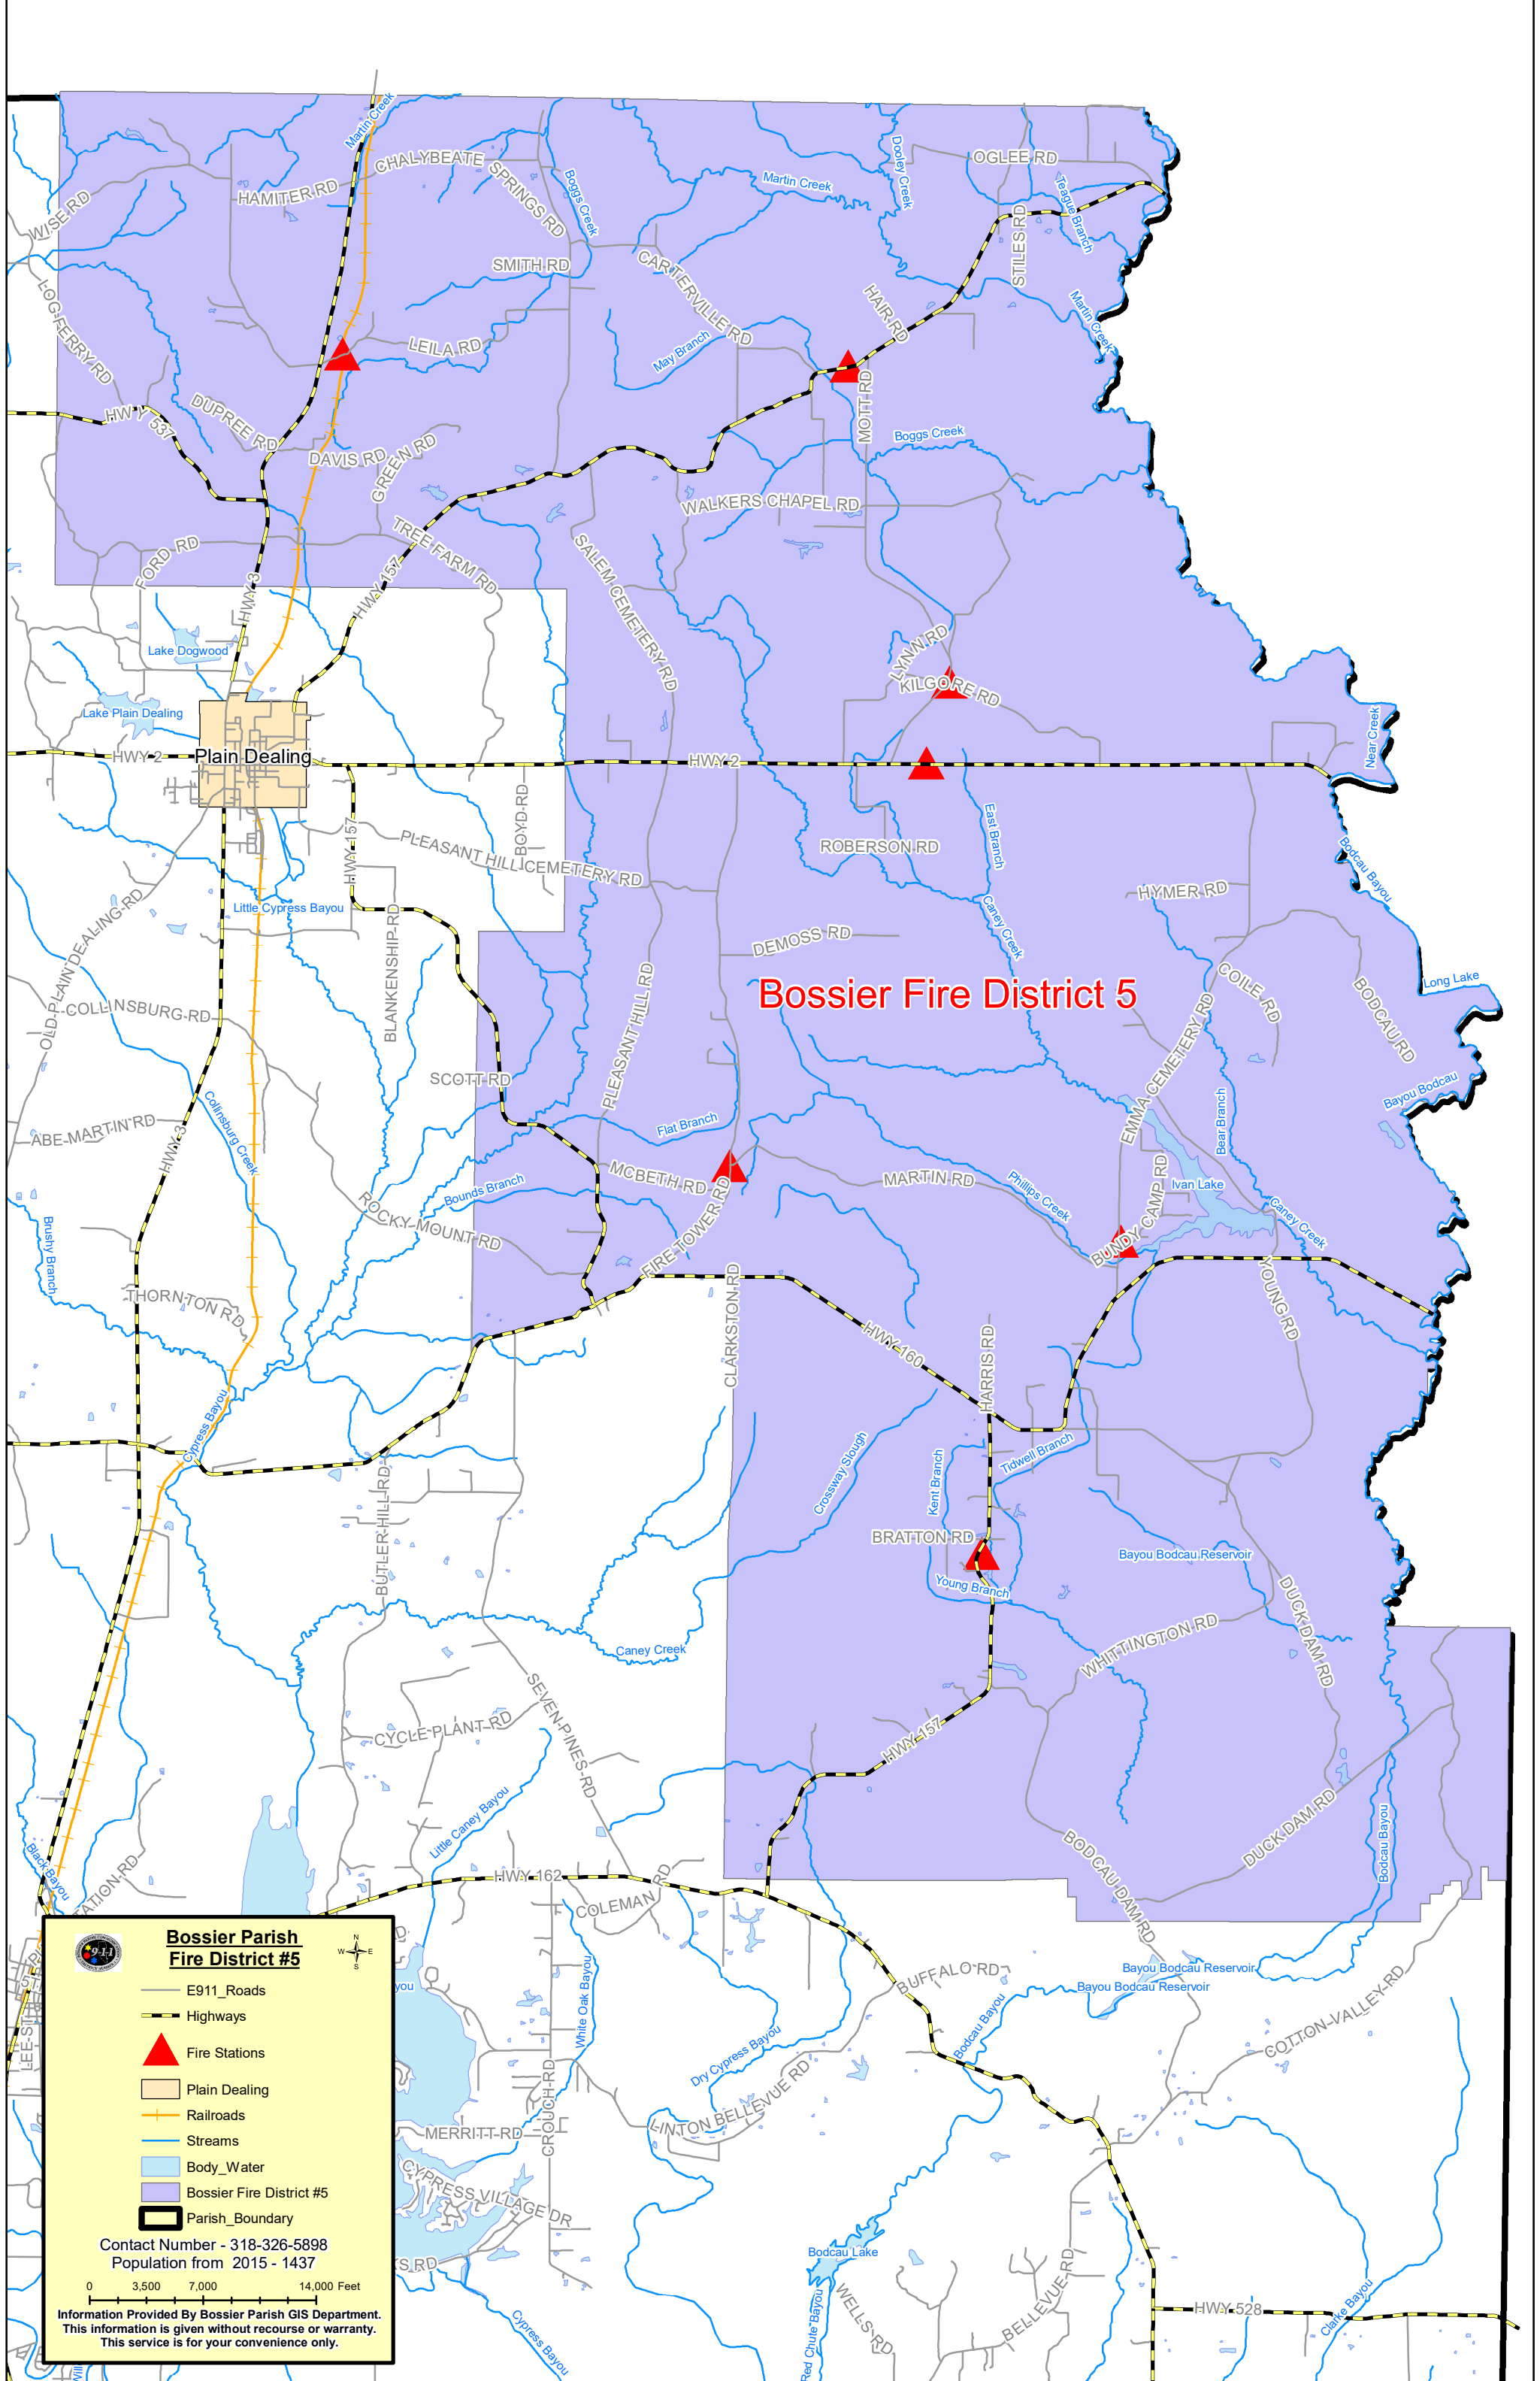 Martin Creek
CHALYBEATE
SPRINGS RD
HAMITER RD
WISE RD
Boggs Creek
Martin Creek
Dooley Creek
OGLEE RD
Teague Branch
STILES RD
SMITH RD
CARTERVILLE RD
HAIR RD
Martin Creek
LOG FERRY RD
LEILA RD
May Branch
MOTT RD
HWY 537
DUPREE RD
DAVIS RD
GREEN RD
Boggs Creek
WALKERS CHAPEL RD
TREE FARM RD
FORD RD
HWY 3
HWY 157
SALEM CEMETERY RD
Lake Dogwood
LYNN RD
KILGORE RD
Lake Plain Dealing
Near Creek
HWY 2
Plain Dealing
HWY 2
BOYD RD
HWY 157
PLEASANT HILL CEMETERY RD
ROBERSON RD
East Branch
Bodcau Bayou
HYMER RD
Little Cypress Bayou
OLD PLAIN DEALING RD
BLANKENSHIP RD
DEMOSS RD
Caney Creek
Bossier Fire District 5
COILE RD
BODCAU RD
Long Lake
COLLINSBURG RD
PLEASANT HILL RD
EMMA CEMETERY RD
SCOTT RD
Bayou Bodcau
Collinsburg Creek
ABE MARTIN RD
HWY 3
Flat Branch
Bear Branch
MCBETH RD
MARTIN RD
Phillips Creek
BUNDY CAMP RD
Ivan Lake
Caney Creek
Bounds Branch
ROCKY MOUNT RD
FIRE TOWER RD
Brushy Branch
THORNTON RD
CLARKSTON RD
YOUNG RD
HWY 160
HARRIS RD
Cypress Bayou
Crossway Slough
Kent Branch
Tidwell Branch
BUTLER HILL RD
BRATTON RD
Bayou Bodcau Reservoir
Young Branch
DUCK DAM RD
WHITTINGTON RD
Caney Creek
SEVEN PINES RD
CYCLE PLANT RD
HWY 157
Little Caney Bayou
DUCK DAM RD
BODCAU DAM RD
Bodcau Bayou
Black Bayou
HWY 162
COLEMAN RD
STATION RD
LEE ST
BUFFALO RD
Bayou Bodcau Reservoir
Bayou Bodcau Reservoir
White Oak Bayou
Bodcau Bayou
COTTON VALLEY RD
Dry Cypress Bayou
LINTON BELLEVUE RD
CROUCH RD
MERRITT RD
CYPRESS VILLAGE DR
Bodcau Lake
WELLS RD
BELLEVUE RD
Red Chute Bayou
HWY 528
Clarke Bayou
Cypress Bayou
9-1-1
Bossier Parish
Fire District #5
N
W E
S
E911_Roads
Highways
Fire Stations
Plain Dealing
Railroads
Streams
Body_Water
Bossier Fire District #5
Parish_Boundary
Contact Number - 318-326-5898
Population from 2015 - 1437
0 3,500 7,000 14,000 Feet
Information Provided By Bossier Parish GIS Department.
This information is given without recourse or warranty.
This service is for your convenience only.